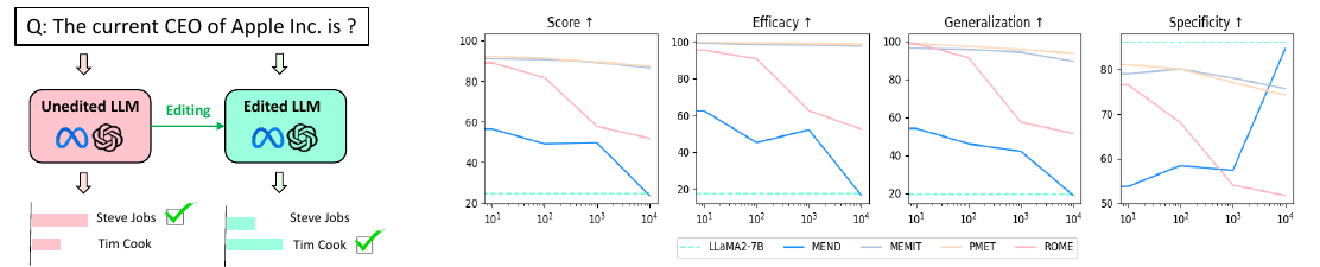 Q: The current CEO of Apple Inc. is ?
Unedited LLM
Editing
Edited LLM
Steve Jobs
Tim Cook
Steve Jobs
Tim Cook
Score ↑
100
80
60
40
20
10¹ 10² 10³ 10⁴
Efficacy ↑
100
80
60
40
20
10¹ 10² 10³ 10⁴
Generalization ↑
100
80
60
40
20
10¹ 10² 10³ 10⁴
Specificity ↑
80
70
60
50
10¹ 10² 10³ 10⁴
LLaMA2-7B MEND MEMIT PMET ROME